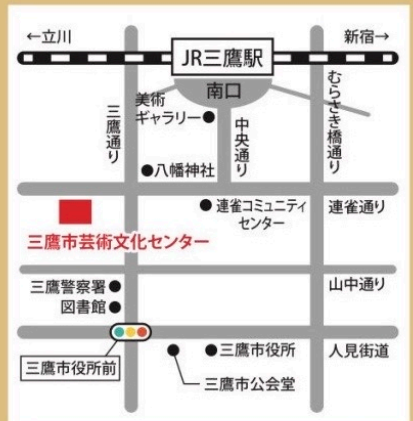 ←立川
新宿→
JR三鷹駅
南口
美術
ギャラリー
三鷹通り
中央通り
むらさき橋通り
八幡神社
連雀コミュニティ
センター
連雀通り
三鷹市芸術文化センター
三鷹警察署
図書館
山中通り
三鷹市役所前
三鷹市役所
人見街道
三鷹市公会堂